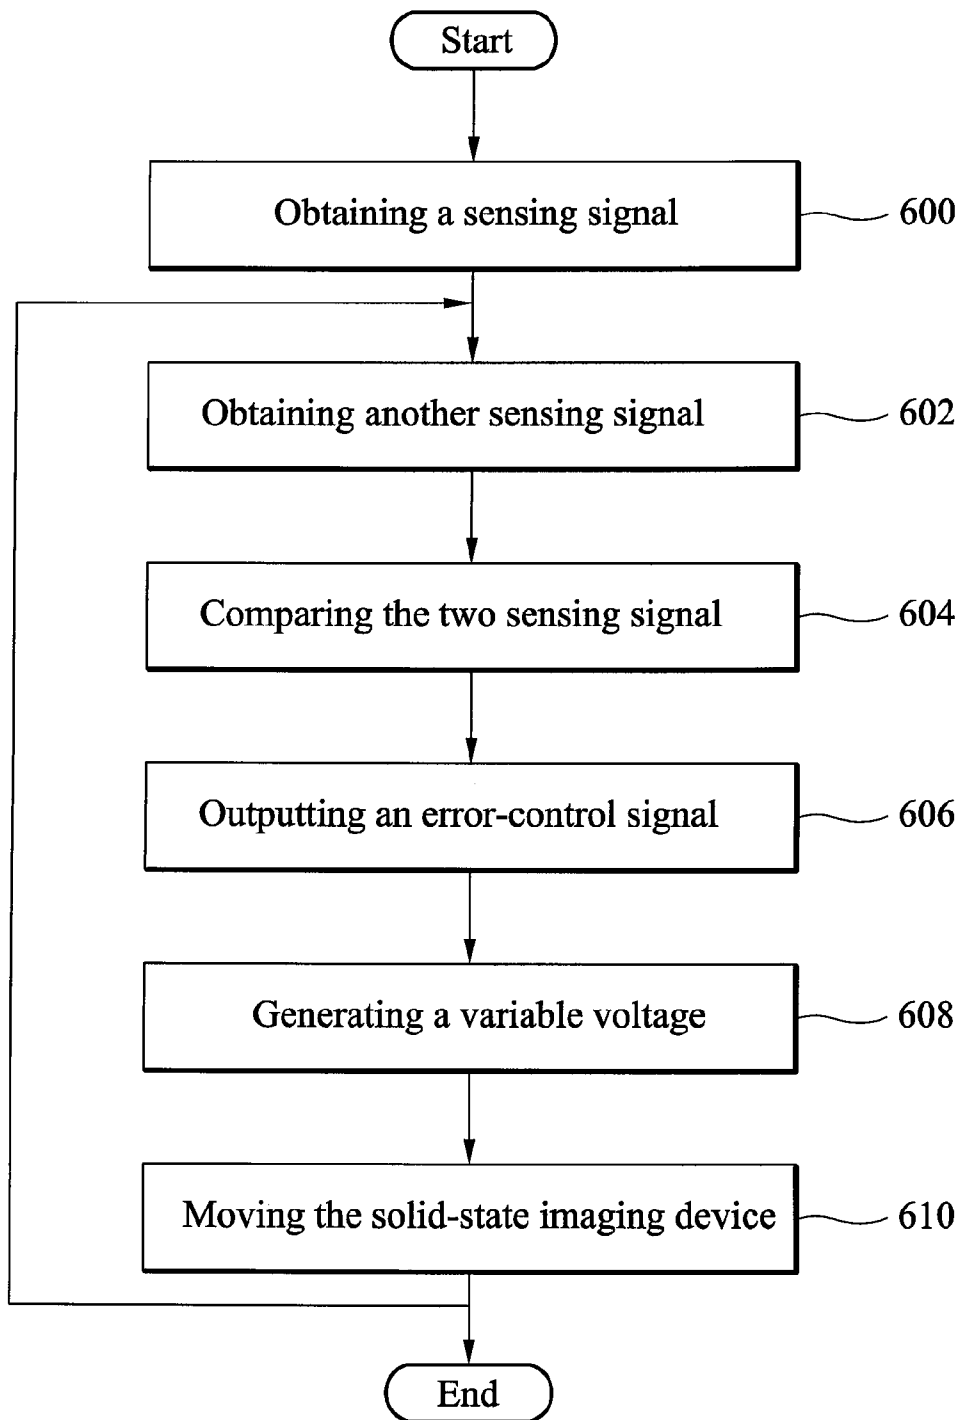 Start
Obtaining a sensing signal
600
Obtaining another sensing signal
602
Comparing the two sensing signal
604
Outputting an error-control signal
606
Generating a variable voltage
608
Moving the solid-state imaging device
610
End